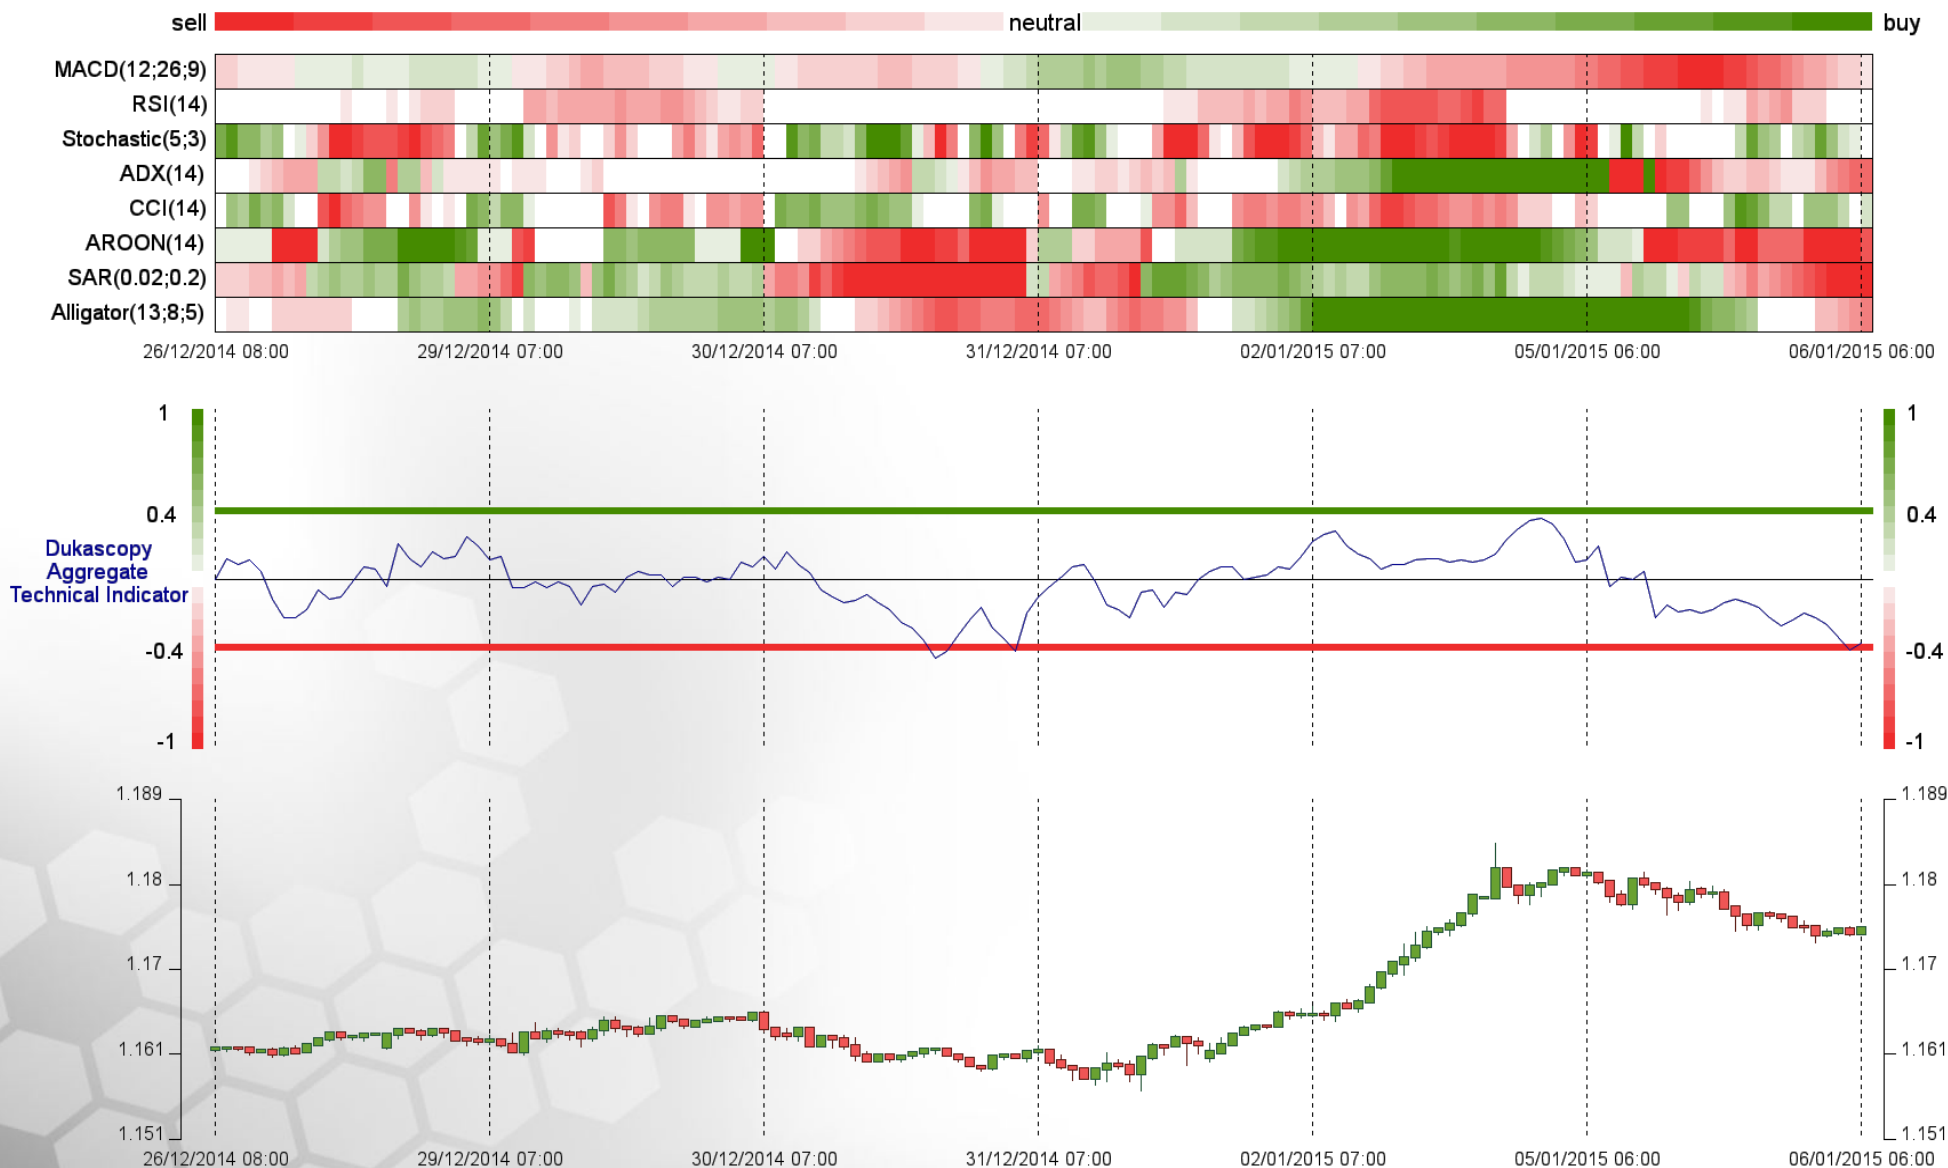 sell neutral buy
MACD(12;26;9)
RSI(14)
Stochastic(5;3)
ADX(14)
CCI(14)
AROON(14)
SAR(0.02;0.2)
Alligator(13;8;5)
26/12/2014 08:00 29/12/2014 07:00 30/12/2014 07:00 31/12/2014 07:00 02/01/2015 07:00 05/01/2015 06:00 06/01/2015 06:00
1 1
0.4 0.4
Dukascopy
Aggregate
Technical Indicator
-0.4 -0.4
-1 -1
1.189 1.189
1.18 1.18
1.17 1.17
1.161 1.161
1.151 1.151
26/12/2014 08:00 29/12/2014 07:00 30/12/2014 07:00 31/12/2014 07:00 02/01/2015 07:00 05/01/2015 06:00 06/01/2015 06:00